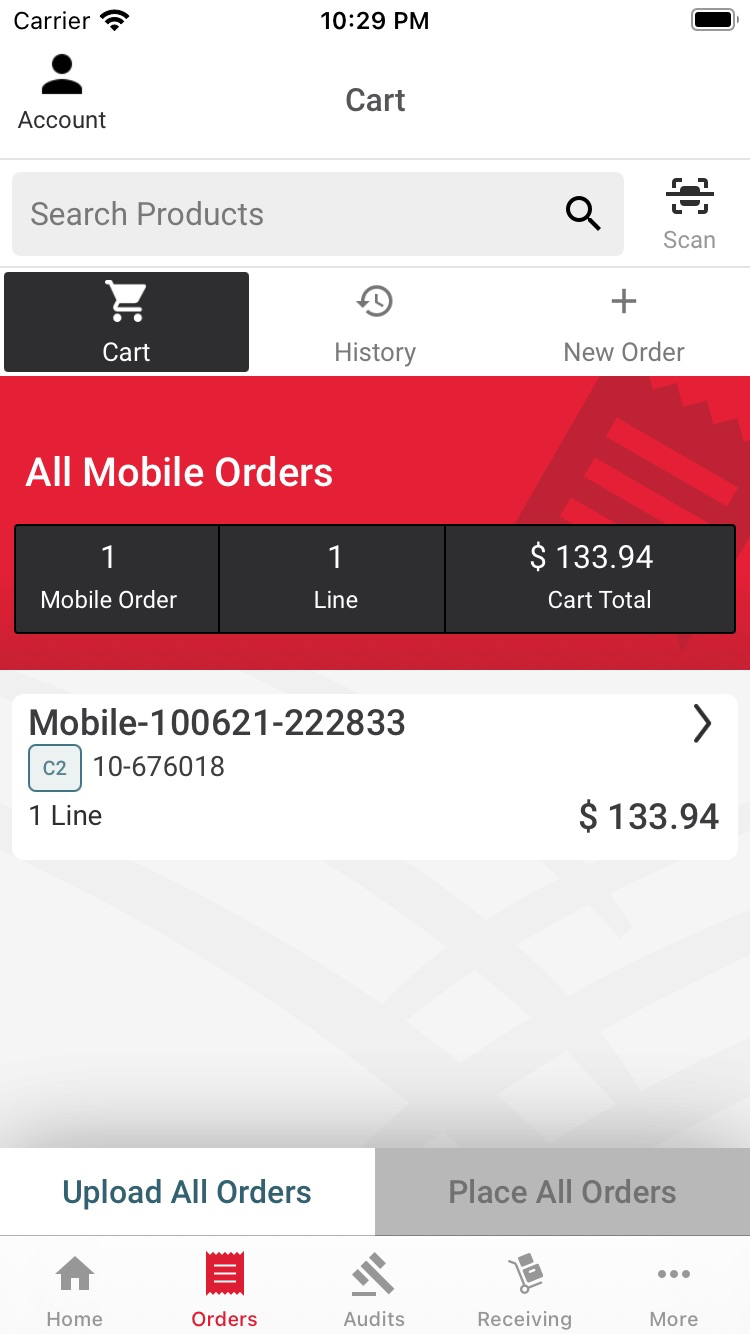 Carrier 10:29 PM
Account
Cart
Search Products
Scan
Cart History New Order
All Mobile Orders
1 1 $ 133.94
Mobile Order Line Cart Total
Mobile-100621-222833
C2 10-676018
1 Line $ 133.94
Upload All Orders Place All Orders
Home Orders Audits Receiving More